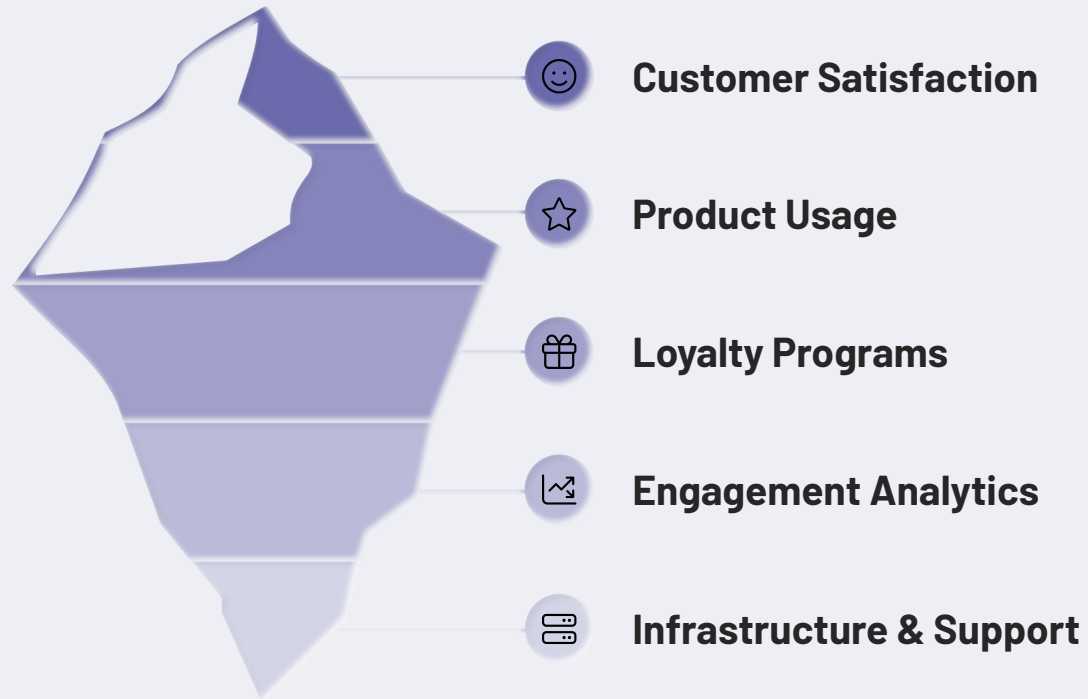 Customer Satisfaction
Product Usage
Loyalty Programs
Engagement Analytics
Infrastructure & Support